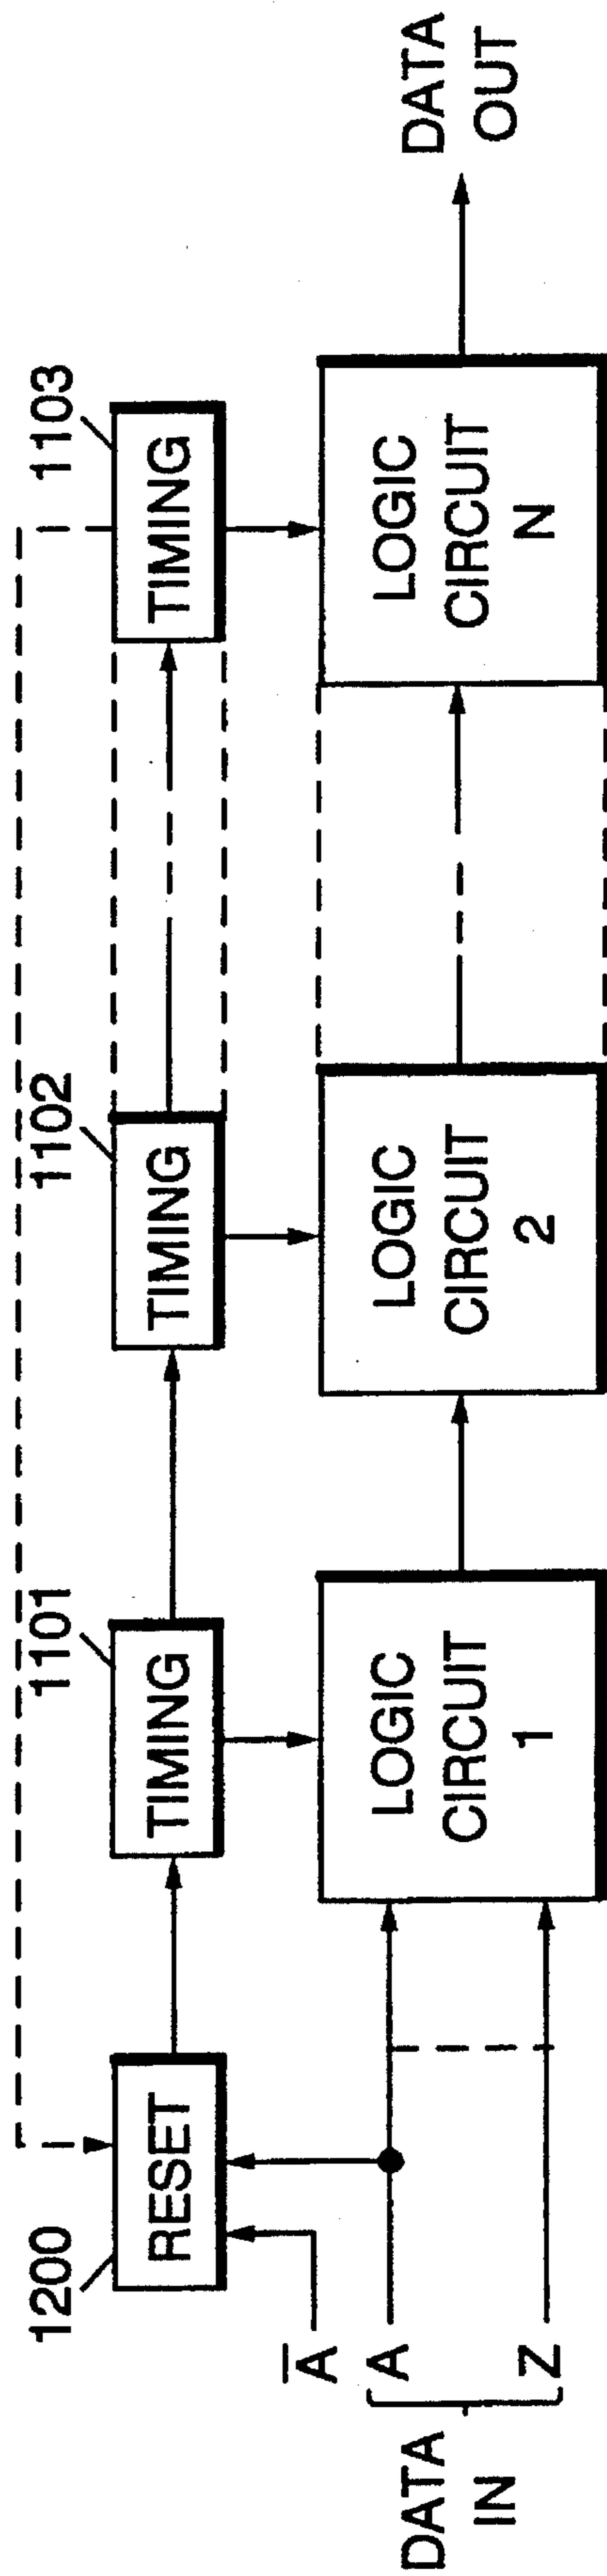 1200
1101
1102
1103
RESET
TIMING
TIMING
TIMING
A̅
A
Z
DATA
IN
LOGIC
CIRCUIT
1
LOGIC
CIRCUIT
2
LOGIC
CIRCUIT
N
DATA
OUT